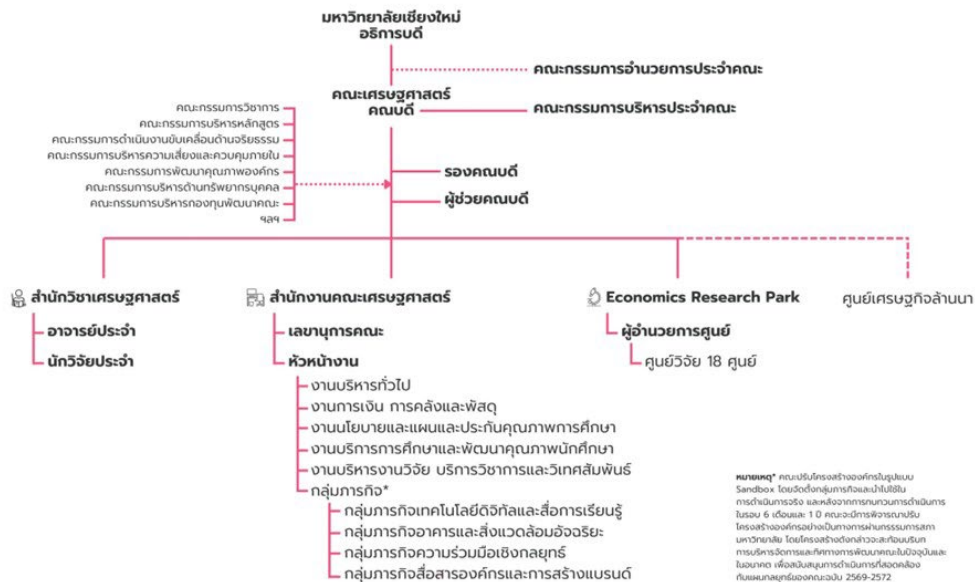 มหาวิทยาลัยเชียงใหม่
อธิการบดี
คณะกรรมการอำนวยการประจำคณะ
คณะเศรษฐศาสตร์
คณบดี
คณะกรรมการบริหารประจำคณะ
คณะกรรมการวิชาการ
คณะกรรมการบริหารหลักสูตร
คณะกรรมการดำเนินงานขับเคลื่อนด้านจริยธรรม
คณะกรรมการบริหารความเสี่ยงและควบคุมภายใน
คณะกรรมการพัฒนาคุณภาพองค์กร
คณะกรรมการบริหารด้านทรัพยากรบุคคล
คณะกรรมการบริหารกองทุนพัฒนาคณะ
ฯลฯ
รองคณบดี
ผู้ช่วยคณบดี
สำนักวิชาเศรษฐศาสตร์
อาจารย์ประจำ
นักวิจัยประจำ
สำนักงานคณะเศรษฐศาสตร์
เลขานุการคณะ
หัวหน้างาน
งานบริหารทั่วไป
งานการเงิน การคลังและพัสดุ
งานนโยบายและแผนและประกันคุณภาพการศึกษา
งานบริการการศึกษาและพัฒนาคุณภาพนักศึกษา
งานบริหารงานวิจัย บริการวิชาการและวิเทศสัมพันธ์
กลุ่มภารกิจ*
กลุ่มภารกิจเทคโนโลยีดิจิทัลและสื่อการเรียนรู้
กลุ่มภารกิจอาคารและสิ่งแวดล้อมอัจฉริยะ
กลุ่มภารกิจความร่วมมือเชิงกลยุทธ์
กลุ่มภารกิจสื่อสารองค์กรและการสร้างแบรนด์
Economics Research Park
ผู้อำนวยการศูนย์
ศูนย์วิจัย 18 ศูนย์
ศูนย์เศรษฐกิจล้านนา
หมายเหตุ* คณะปรับโครงสร้างองค์กรในรูปแบบ
Sandbox โดยจัดตั้งกลุ่มภารกิจและนำไปใช้ใน
การดำเนินการจริง และหลังจากการทบทวนการดำเนินการ
ในรอบ 6 เดือนและ 1 ปี คณะจะมีการพิจารณาปรับ
โครงสร้างองค์กรอย่างเป็นทางการผ่านกรรมการสภา
มหาวิทยาลัย โดยโครงสร้างดังกล่าวจะสะท้อนบริบท
การบริหารจัดการและทิศทางการพัฒนาคณะในปัจจุบันและ
ในอนาคต เพื่อสนับสนุนการดำเนินการที่สอดคล้อง
กับแผนกลยุทธ์ของคณะฉบับ 2569-2572